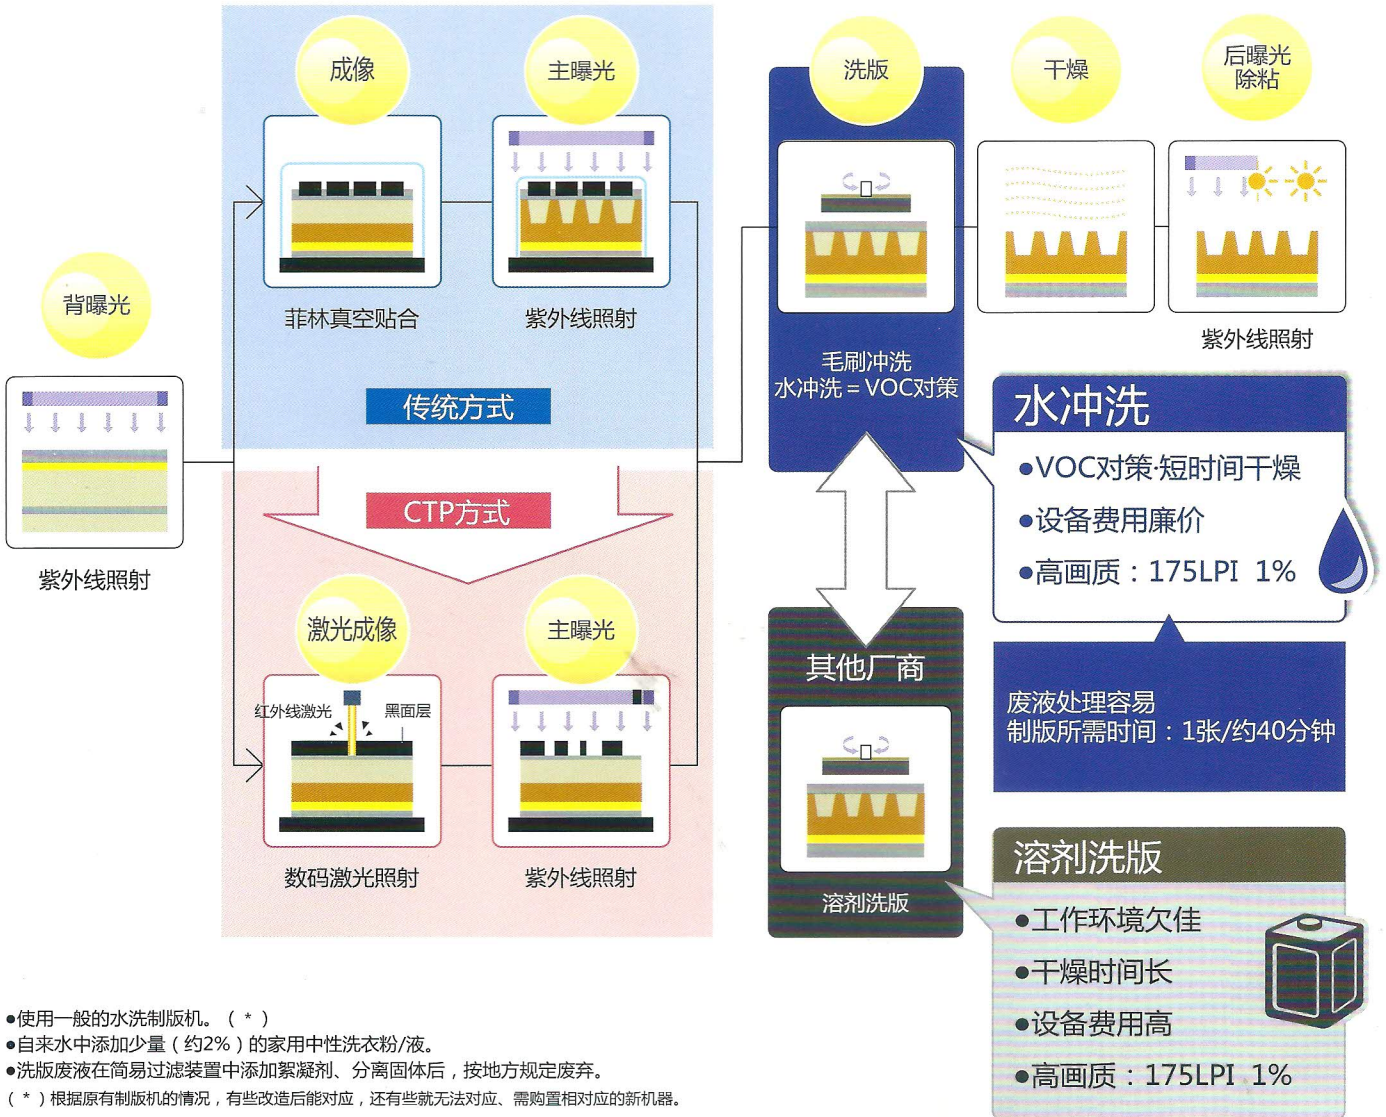 背曝光
紫外线照射
成像
菲林真空贴合
主曝光
紫外线照射
传统方式
CTP方式
激光成像
红外线激光
黑面层
数码激光照射
主曝光
紫外线照射
洗版
毛刷冲洗
水冲洗＝VOC对策
干燥
后曝光
除粘
紫外线照射
水冲洗
●VOC对策·短时间干燥
●设备费用廉价
●高画质：175LPI 1%
废液处理容易
制版所需时间：1张/约40分钟
其他厂商
溶剂洗版
溶剂洗版
●工作环境欠佳
●干燥时间长
●设备费用高
●高画质：175LPI 1%
●使用一般的水洗制版机。（*）
●自来水中添加少量（约2%）的家用中性洗衣粉/液。
●洗版废液在简易过滤装置中添加絮凝剂、分离固体后，按地方规定废弃。
（*）根据原有制版机的情况，有些改造后能对应，还有些就无法对应、需购置相对应的新机器。